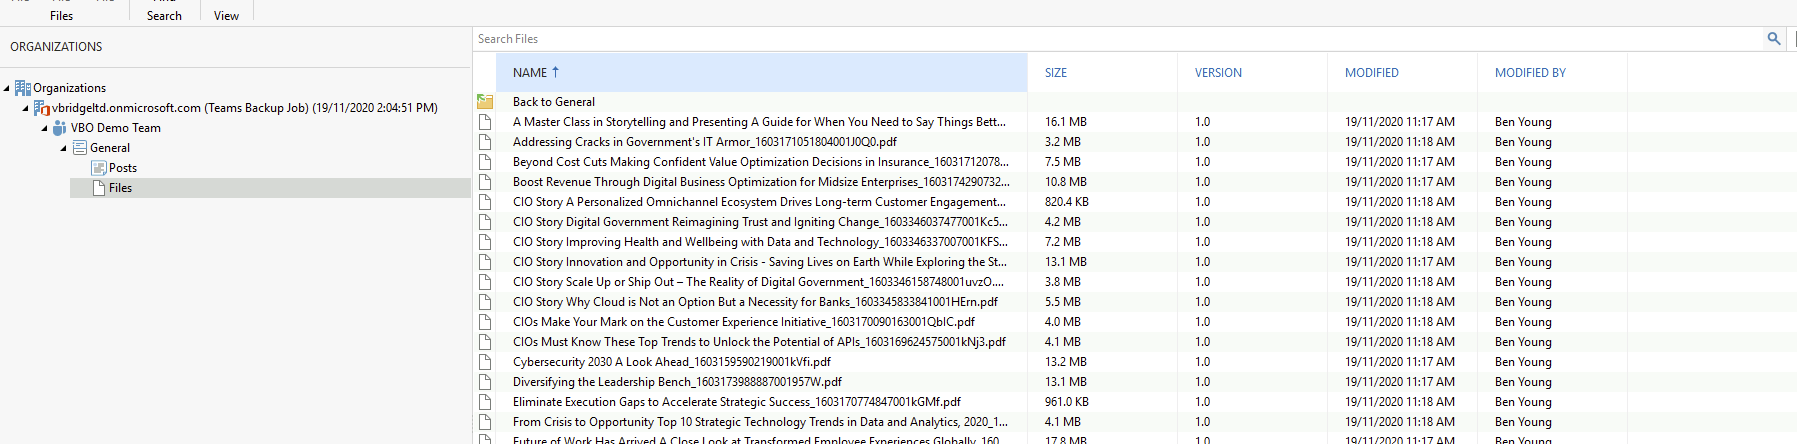 Files
Search
View
ORGANIZATIONS
Organizations
vbridgeltd.onmicrosoft.com (Teams Backup Job) (19/11/2020 2:04:51 PM)
VBO Demo Team
General
Posts
Files
Search Files
NAME ↑ SIZE VERSION MODIFIED MODIFIED BY
Back to General
A Master Class in Storytelling and Presenting A Guide for When You Need to Say Things Bett... 16.1 MB 1.0 19/11/2020 11:17 AM Ben Young
Addressing Cracks in Government's IT Armor_1603171051804001J0Q0.pdf 3.2 MB 1.0 19/11/2020 11:18 AM Ben Young
Beyond Cost Cuts Making Confident Value Optimization Decisions in Insurance_16031712078... 7.5 MB 1.0 19/11/2020 11:17 AM Ben Young
Boost Revenue Through Digital Business Optimization for Midsize Enterprises_1603174290732... 10.8 MB 1.0 19/11/2020 11:17 AM Ben Young
CIO Story A Personalized Omnichannel Ecosystem Drives Long-term Customer Engagement... 820.4 KB 1.0 19/11/2020 11:18 AM Ben Young
CIO Story Digital Government Reimagining Trust and Igniting Change_1603346037477001Kc5... 4.2 MB 1.0 19/11/2020 11:18 AM Ben Young
CIO Story Improving Health and Wellbeing with Data and Technology_1603346337007001KFS... 7.2 MB 1.0 19/11/2020 11:18 AM Ben Young
CIO Story Innovation and Opportunity in Crisis - Saving Lives on Earth While Exploring the St... 13.1 MB 1.0 19/11/2020 11:18 AM Ben Young
CIO Story Scale Up or Ship Out – The Reality of Digital Government_1603346158748001uvzO.... 3.8 MB 1.0 19/11/2020 11:18 AM Ben Young
CIO Story Why Cloud is Not an Option But a Necessity for Banks_1603345833841001HErn.pdf 5.5 MB 1.0 19/11/2020 11:18 AM Ben Young
CIOs Make Your Mark on the Customer Experience Initiative_1603170090163001QbIC.pdf 4.0 MB 1.0 19/11/2020 11:18 AM Ben Young
CIOs Must Know These Top Trends to Unlock the Potential of APIs_1603169624575001kNj3.pdf 4.1 MB 1.0 19/11/2020 11:18 AM Ben Young
Cybersecurity 2030 A Look Ahead_1603159590219001kVfi.pdf 13.2 MB 1.0 19/11/2020 11:17 AM Ben Young
Diversifying the Leadership Bench_1603173988887001957W.pdf 13.1 MB 1.0 19/11/2020 11:17 AM Ben Young
Eliminate Execution Gaps to Accelerate Strategic Success_1603170774847001kGMf.pdf 961.0 KB 1.0 19/11/2020 11:18 AM Ben Young
From Crisis to Opportunity Top 10 Strategic Technology Trends in Data and Analytics, 2020_1... 4.1 MB 1.0 19/11/2020 11:18 AM Ben Young
Future of Work Has Arrived A Close Look at Transformed Employee Experiences Globally_160... 17.8 MB 1.0 19/11/2020 11:17 AM Ben Young